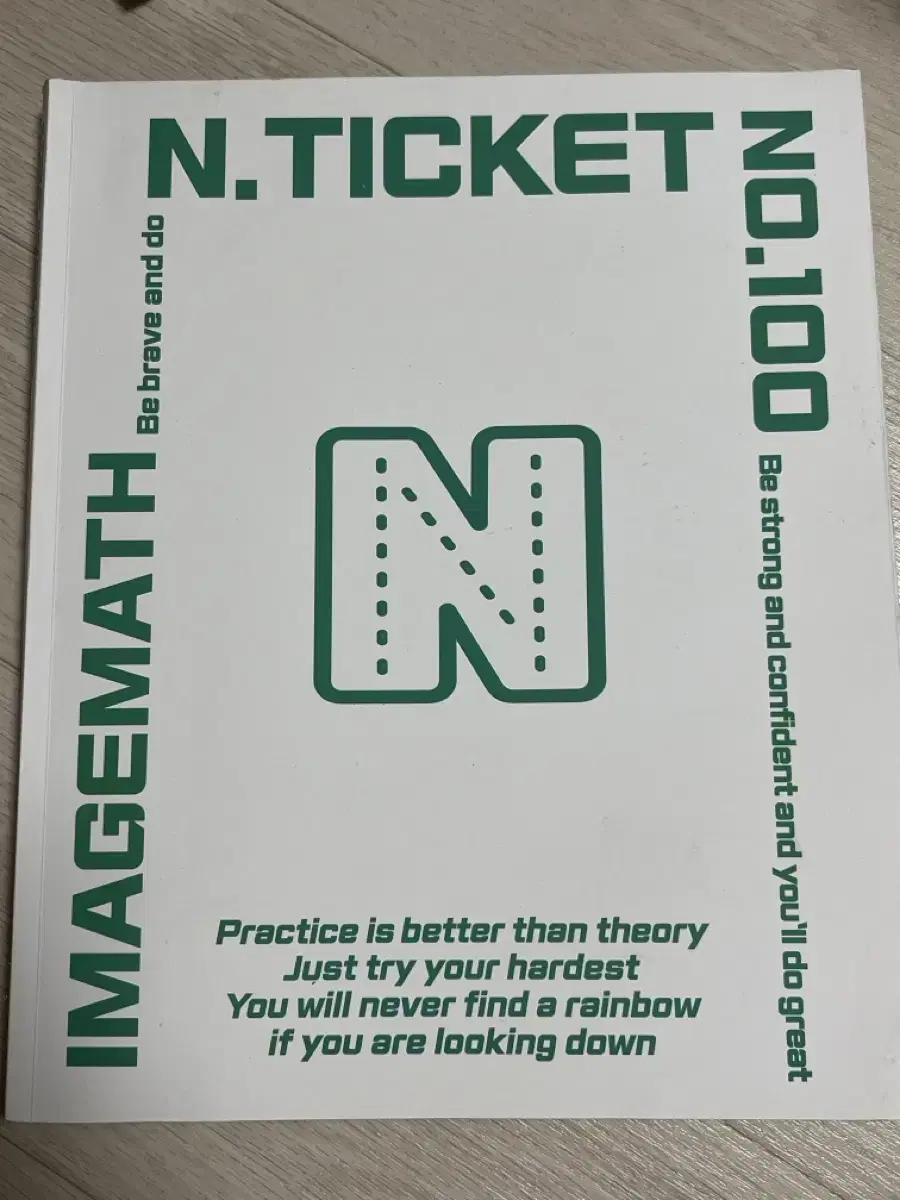 N.TICKET
NO.100
Be brave and do
IMAGEMATH
Be strong and confident and you'll do great
N
Practice is better than theory
Just try your hardest
You will never find a rainbow
if you are looking down